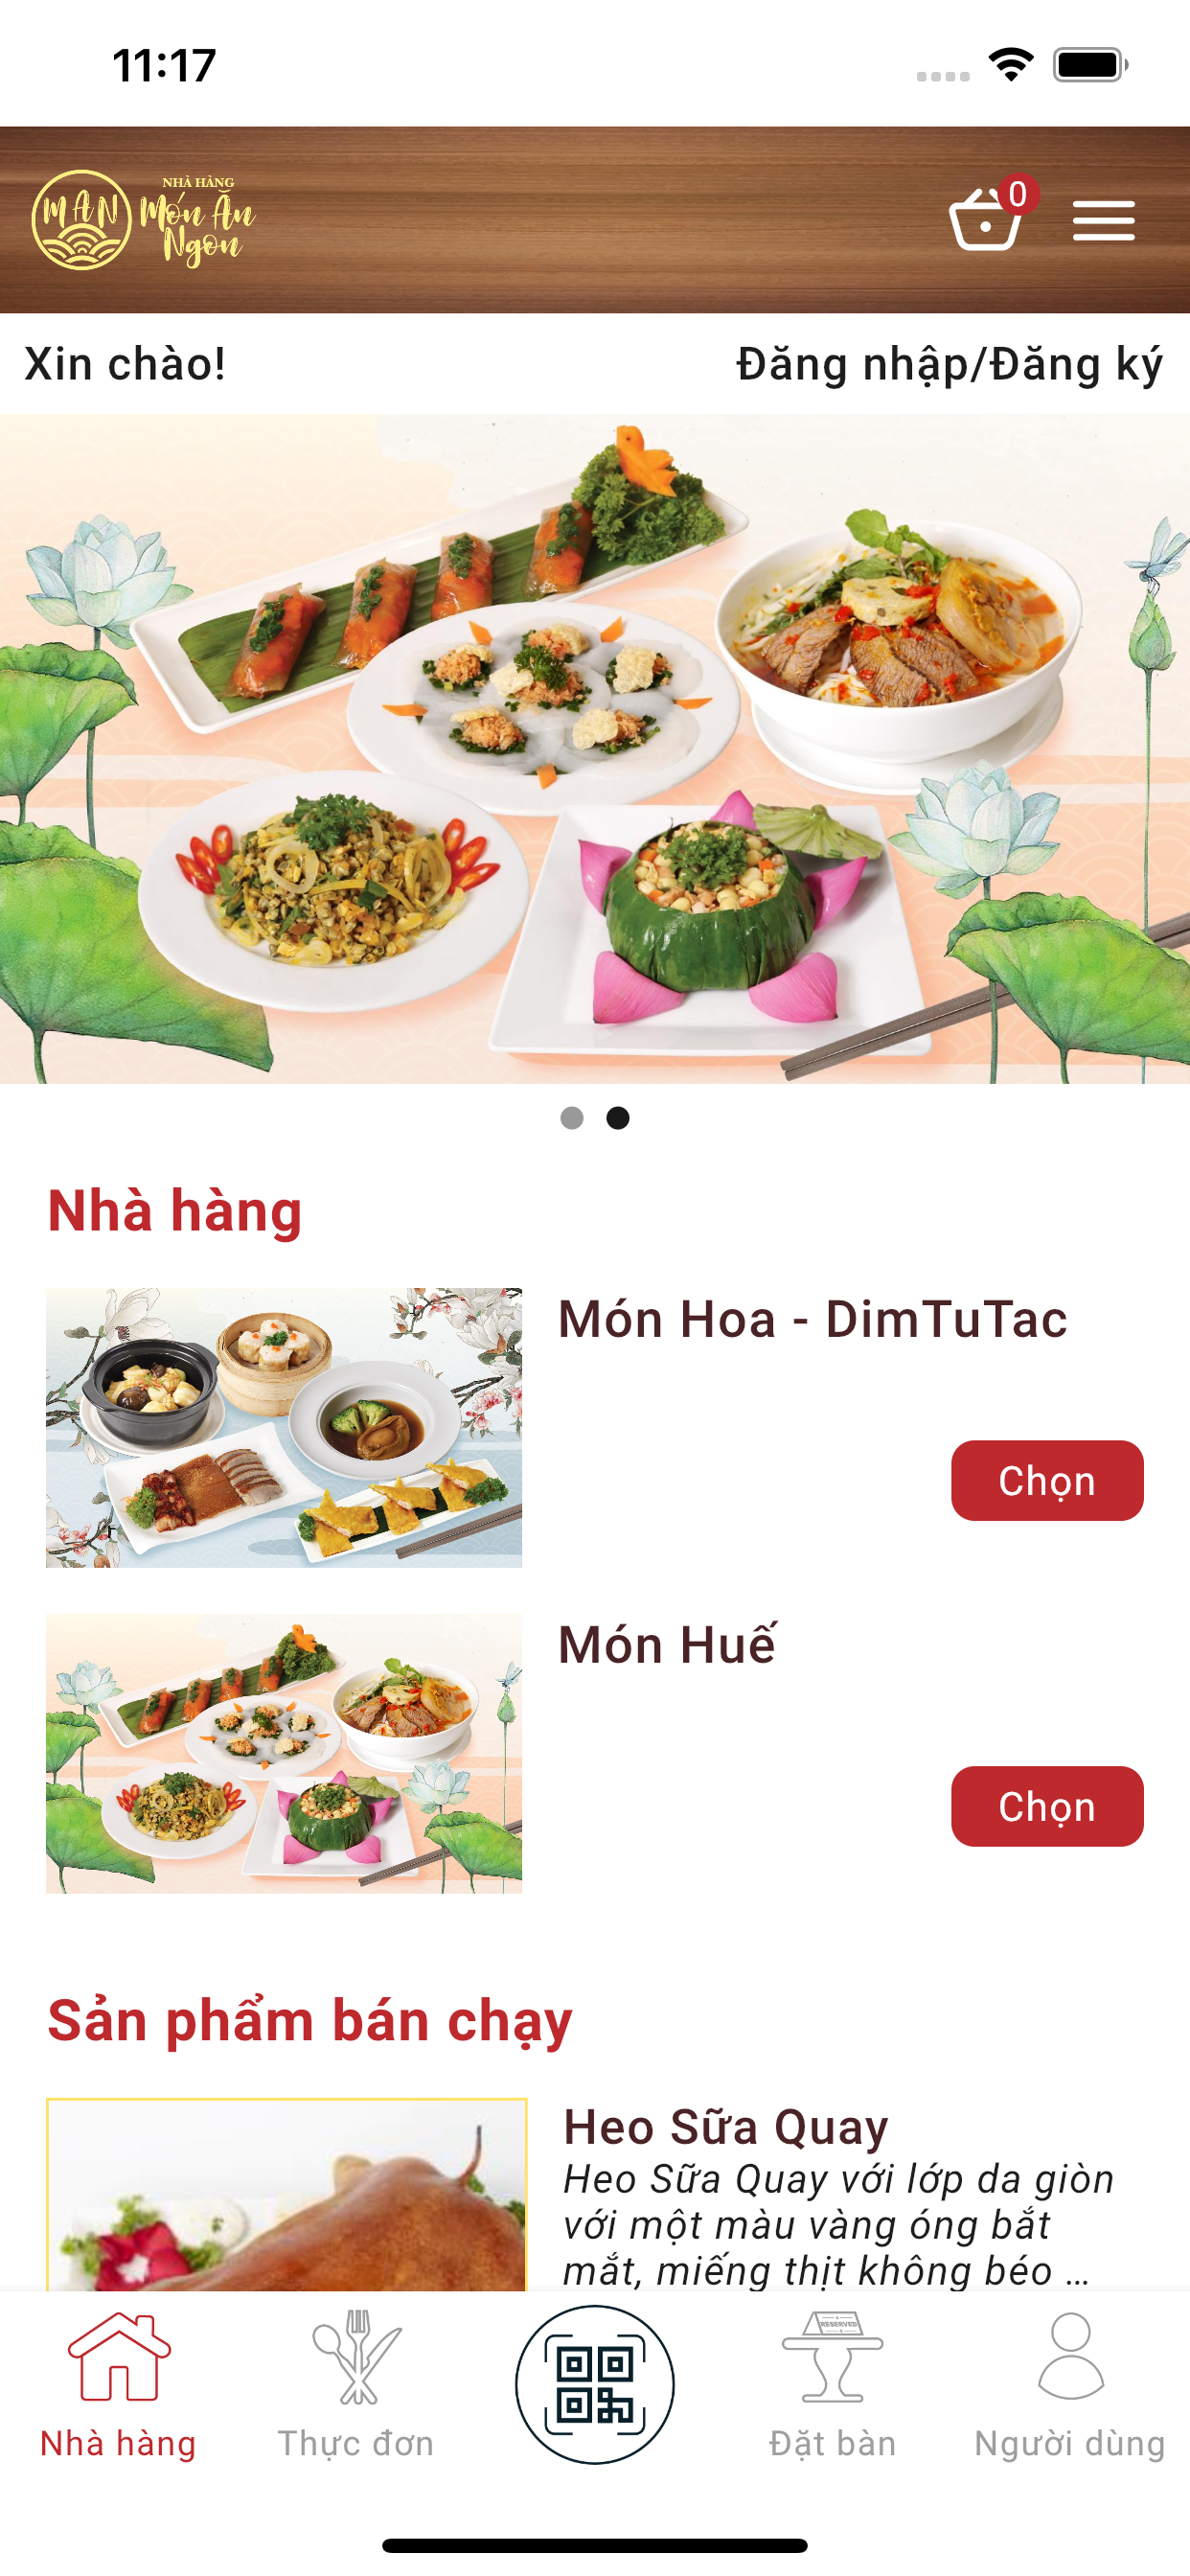 11:17
MAN
NHÀ HÀNG
Món Ăn
Ngon
0
Xin chào!
Đăng nhập/Đăng ký
Nhà hàng
Món Hoa - DimTuTac
Chọn
Món Huế
Chọn
Sản phẩm bán chạy
Heo Sữa Quay
Heo Sữa Quay với lớp da giòn
với một màu vàng óng bắt
mắt, miếng thịt không béo ...
RESERVED
Nhà hàng
Thực đơn
Đặt bàn
Người dùng